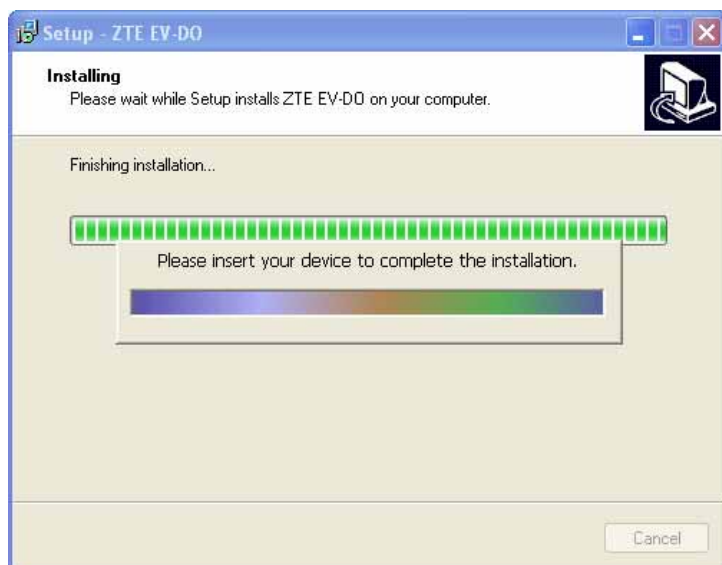 Setup - ZTE EV-DO
Installing
Please wait while Setup installs ZTE EV-DO on your computer.
Finishing installation...
Please insert your device to complete the installation.
Cancel